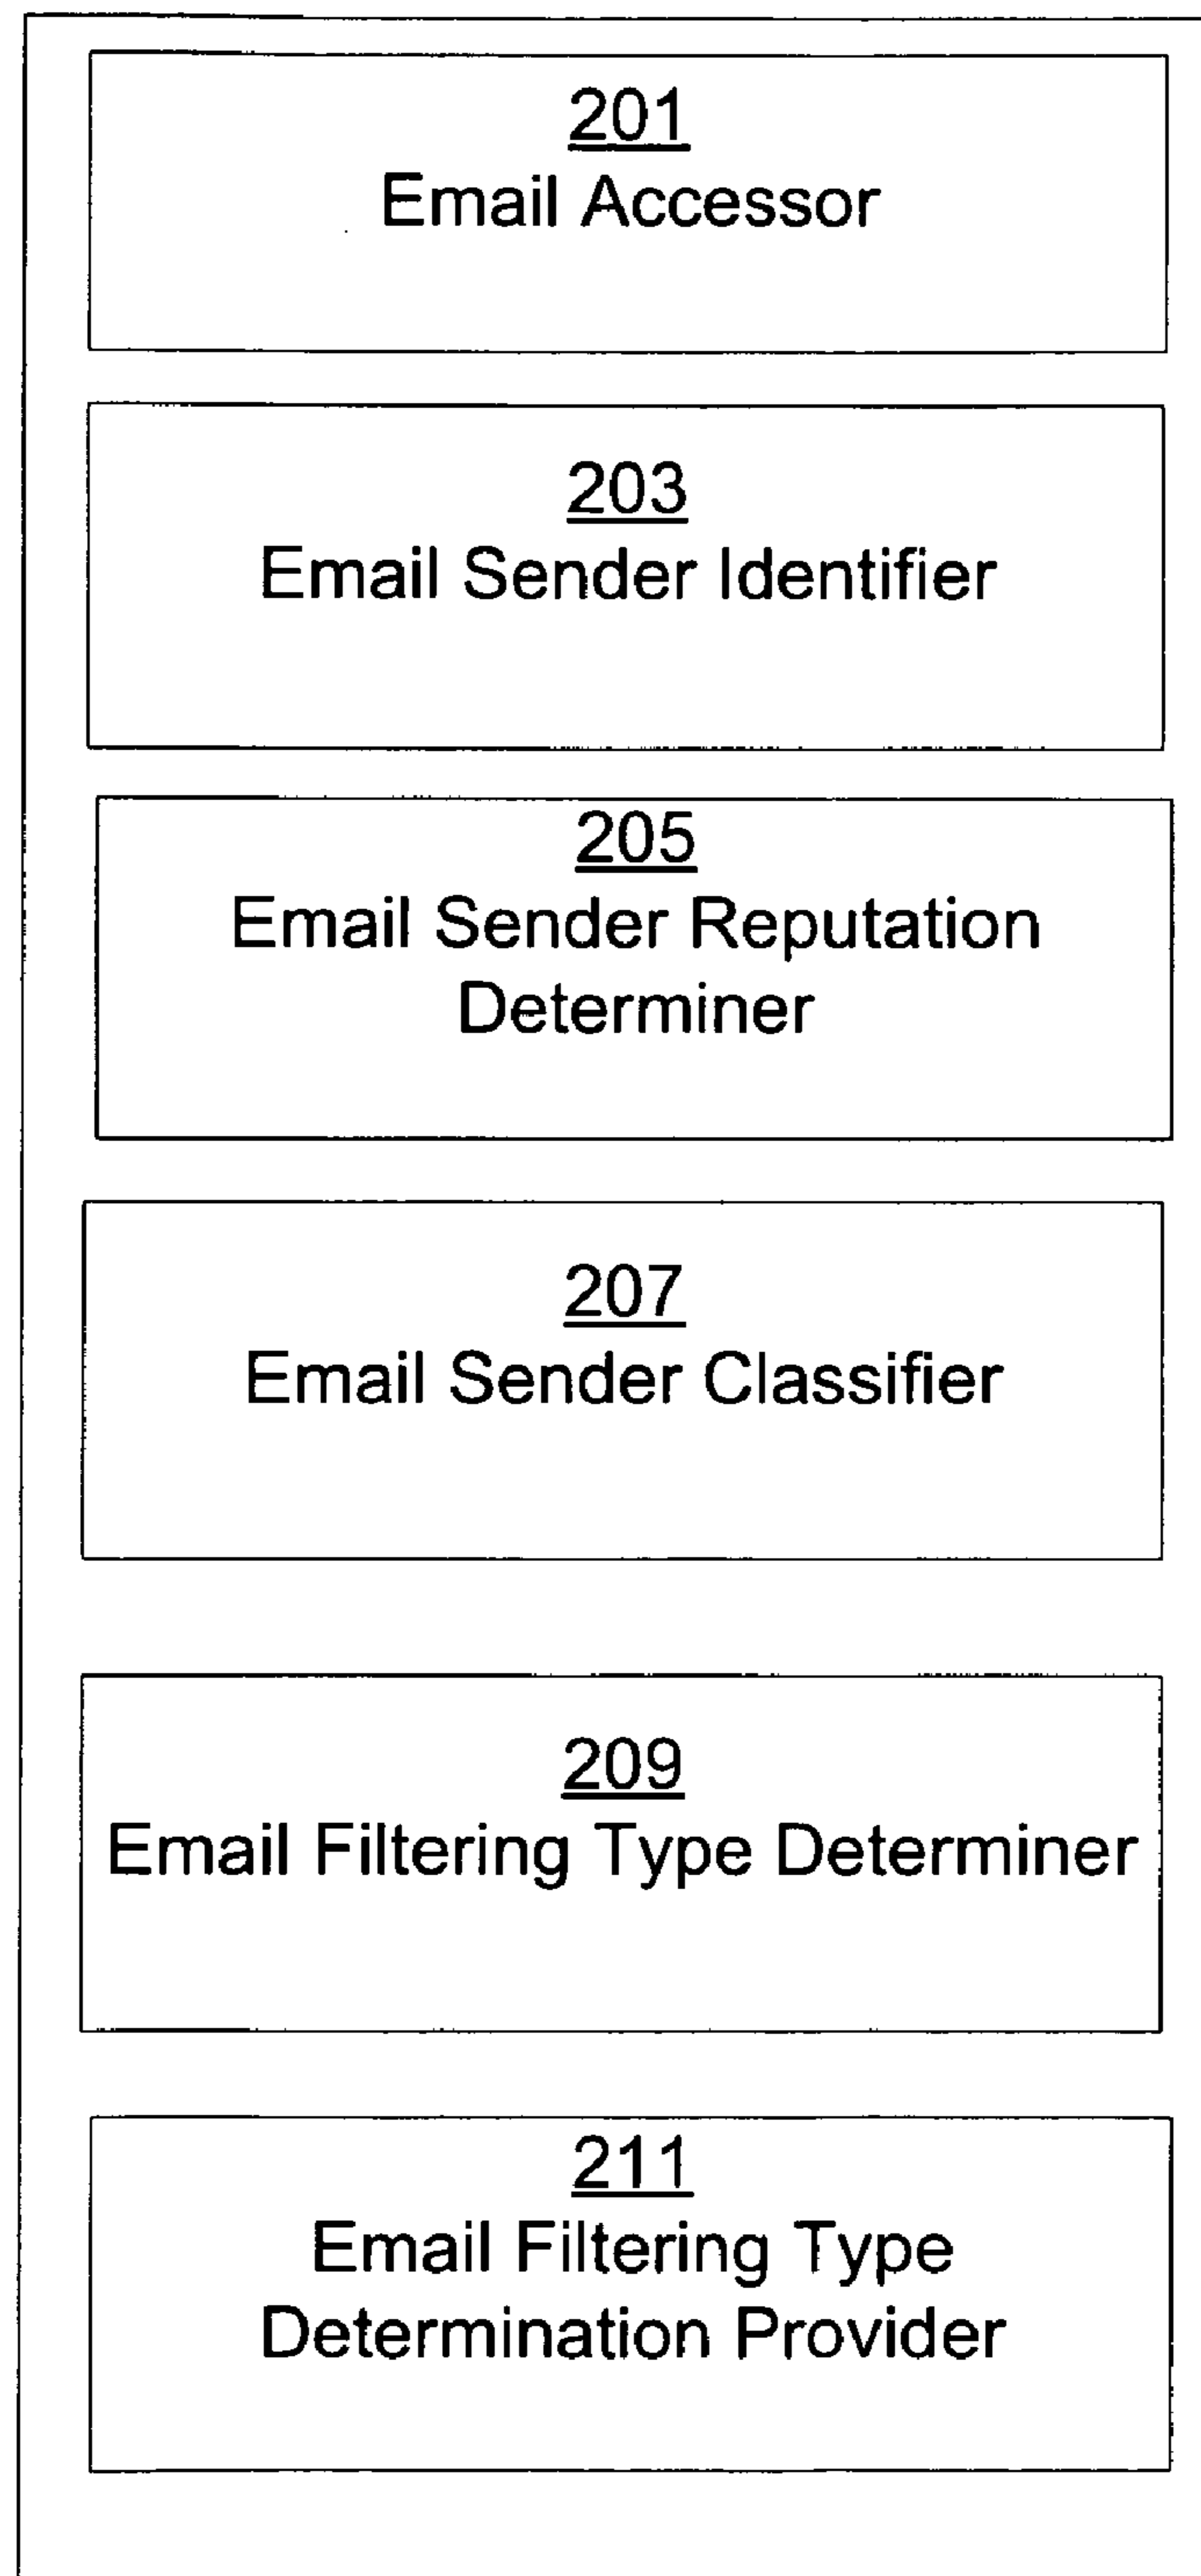 201
Email Accessor
203
Email Sender Identifier
205
Email Sender Reputation
Determiner
207
Email Sender Classifier
209
Email Filtering Type Determiner
211
Email Filtering Type
Determination Provider